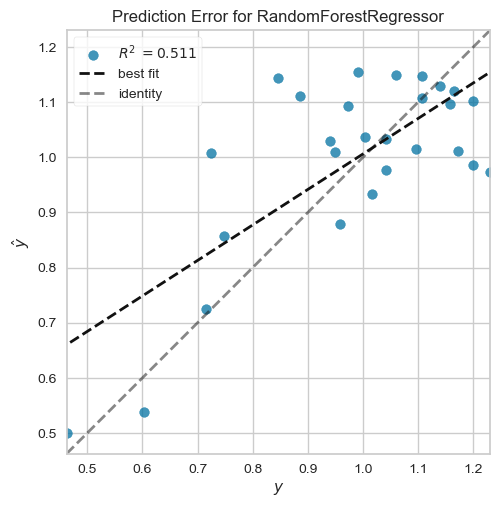 Prediction Error for RandomForestRegressor
R² = 0.511
best fit
identity
1.2
1.1
1.0
0.9
0.8
0.7
0.6
0.5
ŷ
0.5 0.6 0.7 0.8 0.9 1.0 1.1 1.2
y